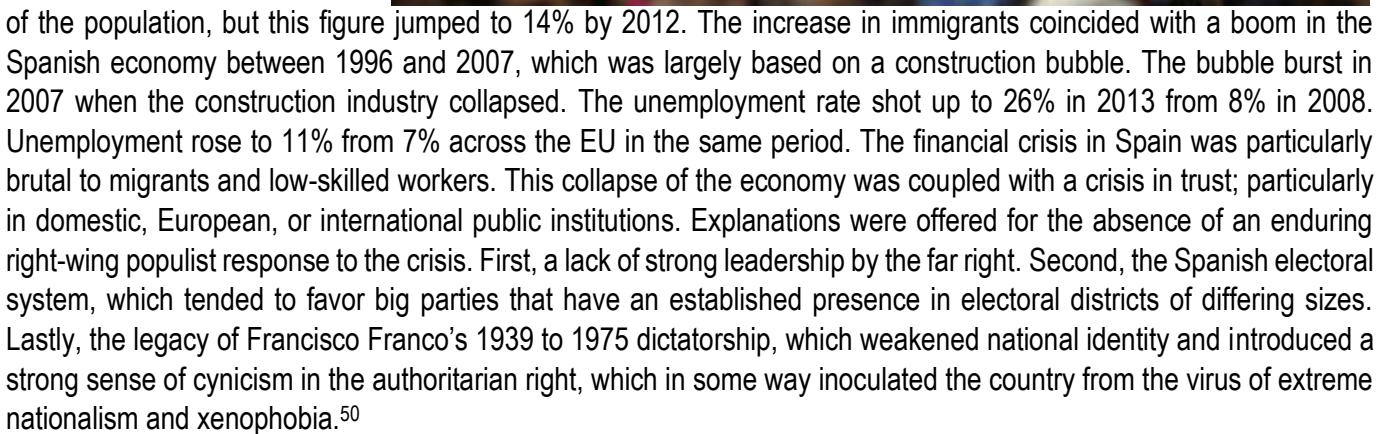 of the population, but this figure jumped to 14% by 2012. The increase in immigrants coincided with a boom in the
Spanish economy between 1996 and 2007, which was largely based on a construction bubble. The bubble burst in
2007 when the construction industry collapsed. The unemployment rate shot up to 26% in 2013 from 8% in 2008.
Unemployment rose to 11% from 7% across the EU in the same period. The financial crisis in Spain was particularly
brutal to migrants and low-skilled workers. This collapse of the economy was coupled with a crisis in trust; particularly
in domestic, European, or international public institutions. Explanations were offered for the absence of an enduring
right-wing populist response to the crisis. First, a lack of strong leadership by the far right. Second, the Spanish electoral
system, which tended to favor big parties that have an established presence in electoral districts of differing sizes.
Lastly, the legacy of Francisco Franco’s 1939 to 1975 dictatorship, which weakened national identity and introduced a
strong sense of cynicism in the authoritarian right, which in some way inoculated the country from the virus of extreme
nationalism and xenophobia.50